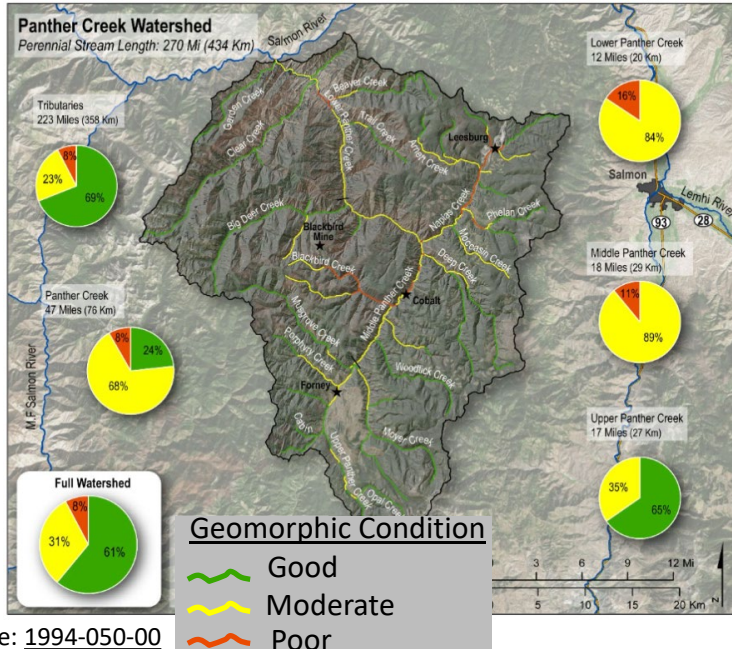 Panther Creek Watershed
Perennial Stream Length: 270 Mi (434 Km)
Salmon River
Lower Panther Creek
12 Miles (20 Km)
16%
84%
Tributaries
223 Miles (358 Km)
8%
23%
69%
Garden Creek
Clear Creek
Beaver Creek
Lower Panther Creek
Trail Creek
Leesburg
Napias Creek
Phelan Creek
Moccasin Creek
Deep Creek
Big Deer Creek
Blackbird
Mine
Blackbird Creek
Middle Panther Creek
Cobalt
Salmon
Lemhi River
93
28
Middle Panther Creek
18 Miles (29 Km)
11%
89%
Panther Creek
47 Miles (76 Km)
8%
24%
68%
M.F Salmon River
Musgrove Creek
Porphyry Creek
Woodtick Creek
Forney
Moyer Creek
Upper Panther Creek
Opal Creek
Upper Panther Creek
17 Miles (27 Km)
35%
65%
Full Watershed
8%
31%
61%
Geomorphic Condition
Good
Moderate
Poor
3 6 9 12 Mi
5 10 15 20 Km
N
e: 1994-050-00